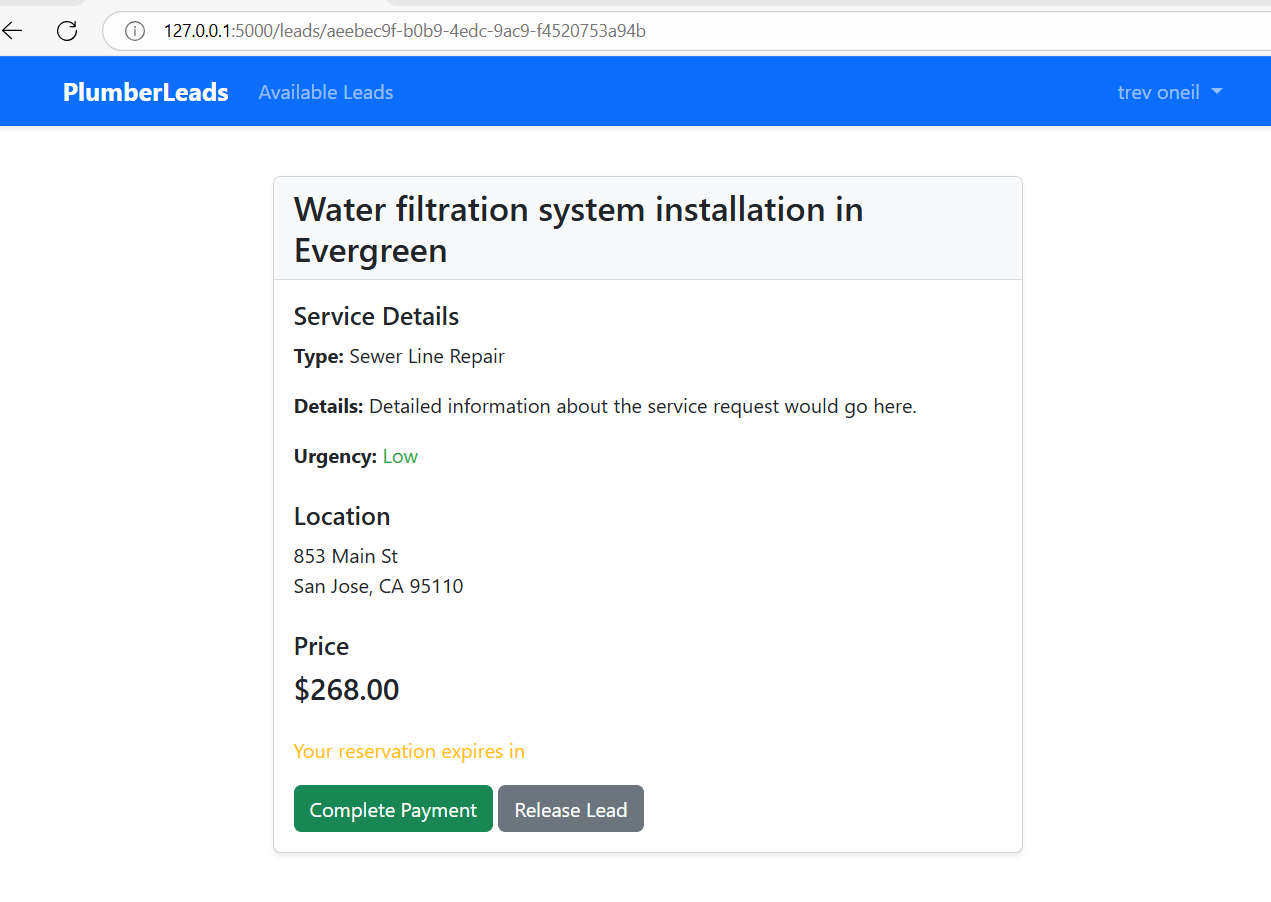 127.0.0.1:5000/leads/aeebec9f-b0b9-4edc-9ac9-f4520753a94b
PlumberLeads Available Leads trev oneil
Water filtration system installation in
Evergreen
Service Details
Type: Sewer Line Repair
Details: Detailed information about the service request would go here.
Urgency: Low
Location
853 Main St
San Jose, CA 95110
Price
$268.00
Your reservation expires in
Complete Payment Release Lead